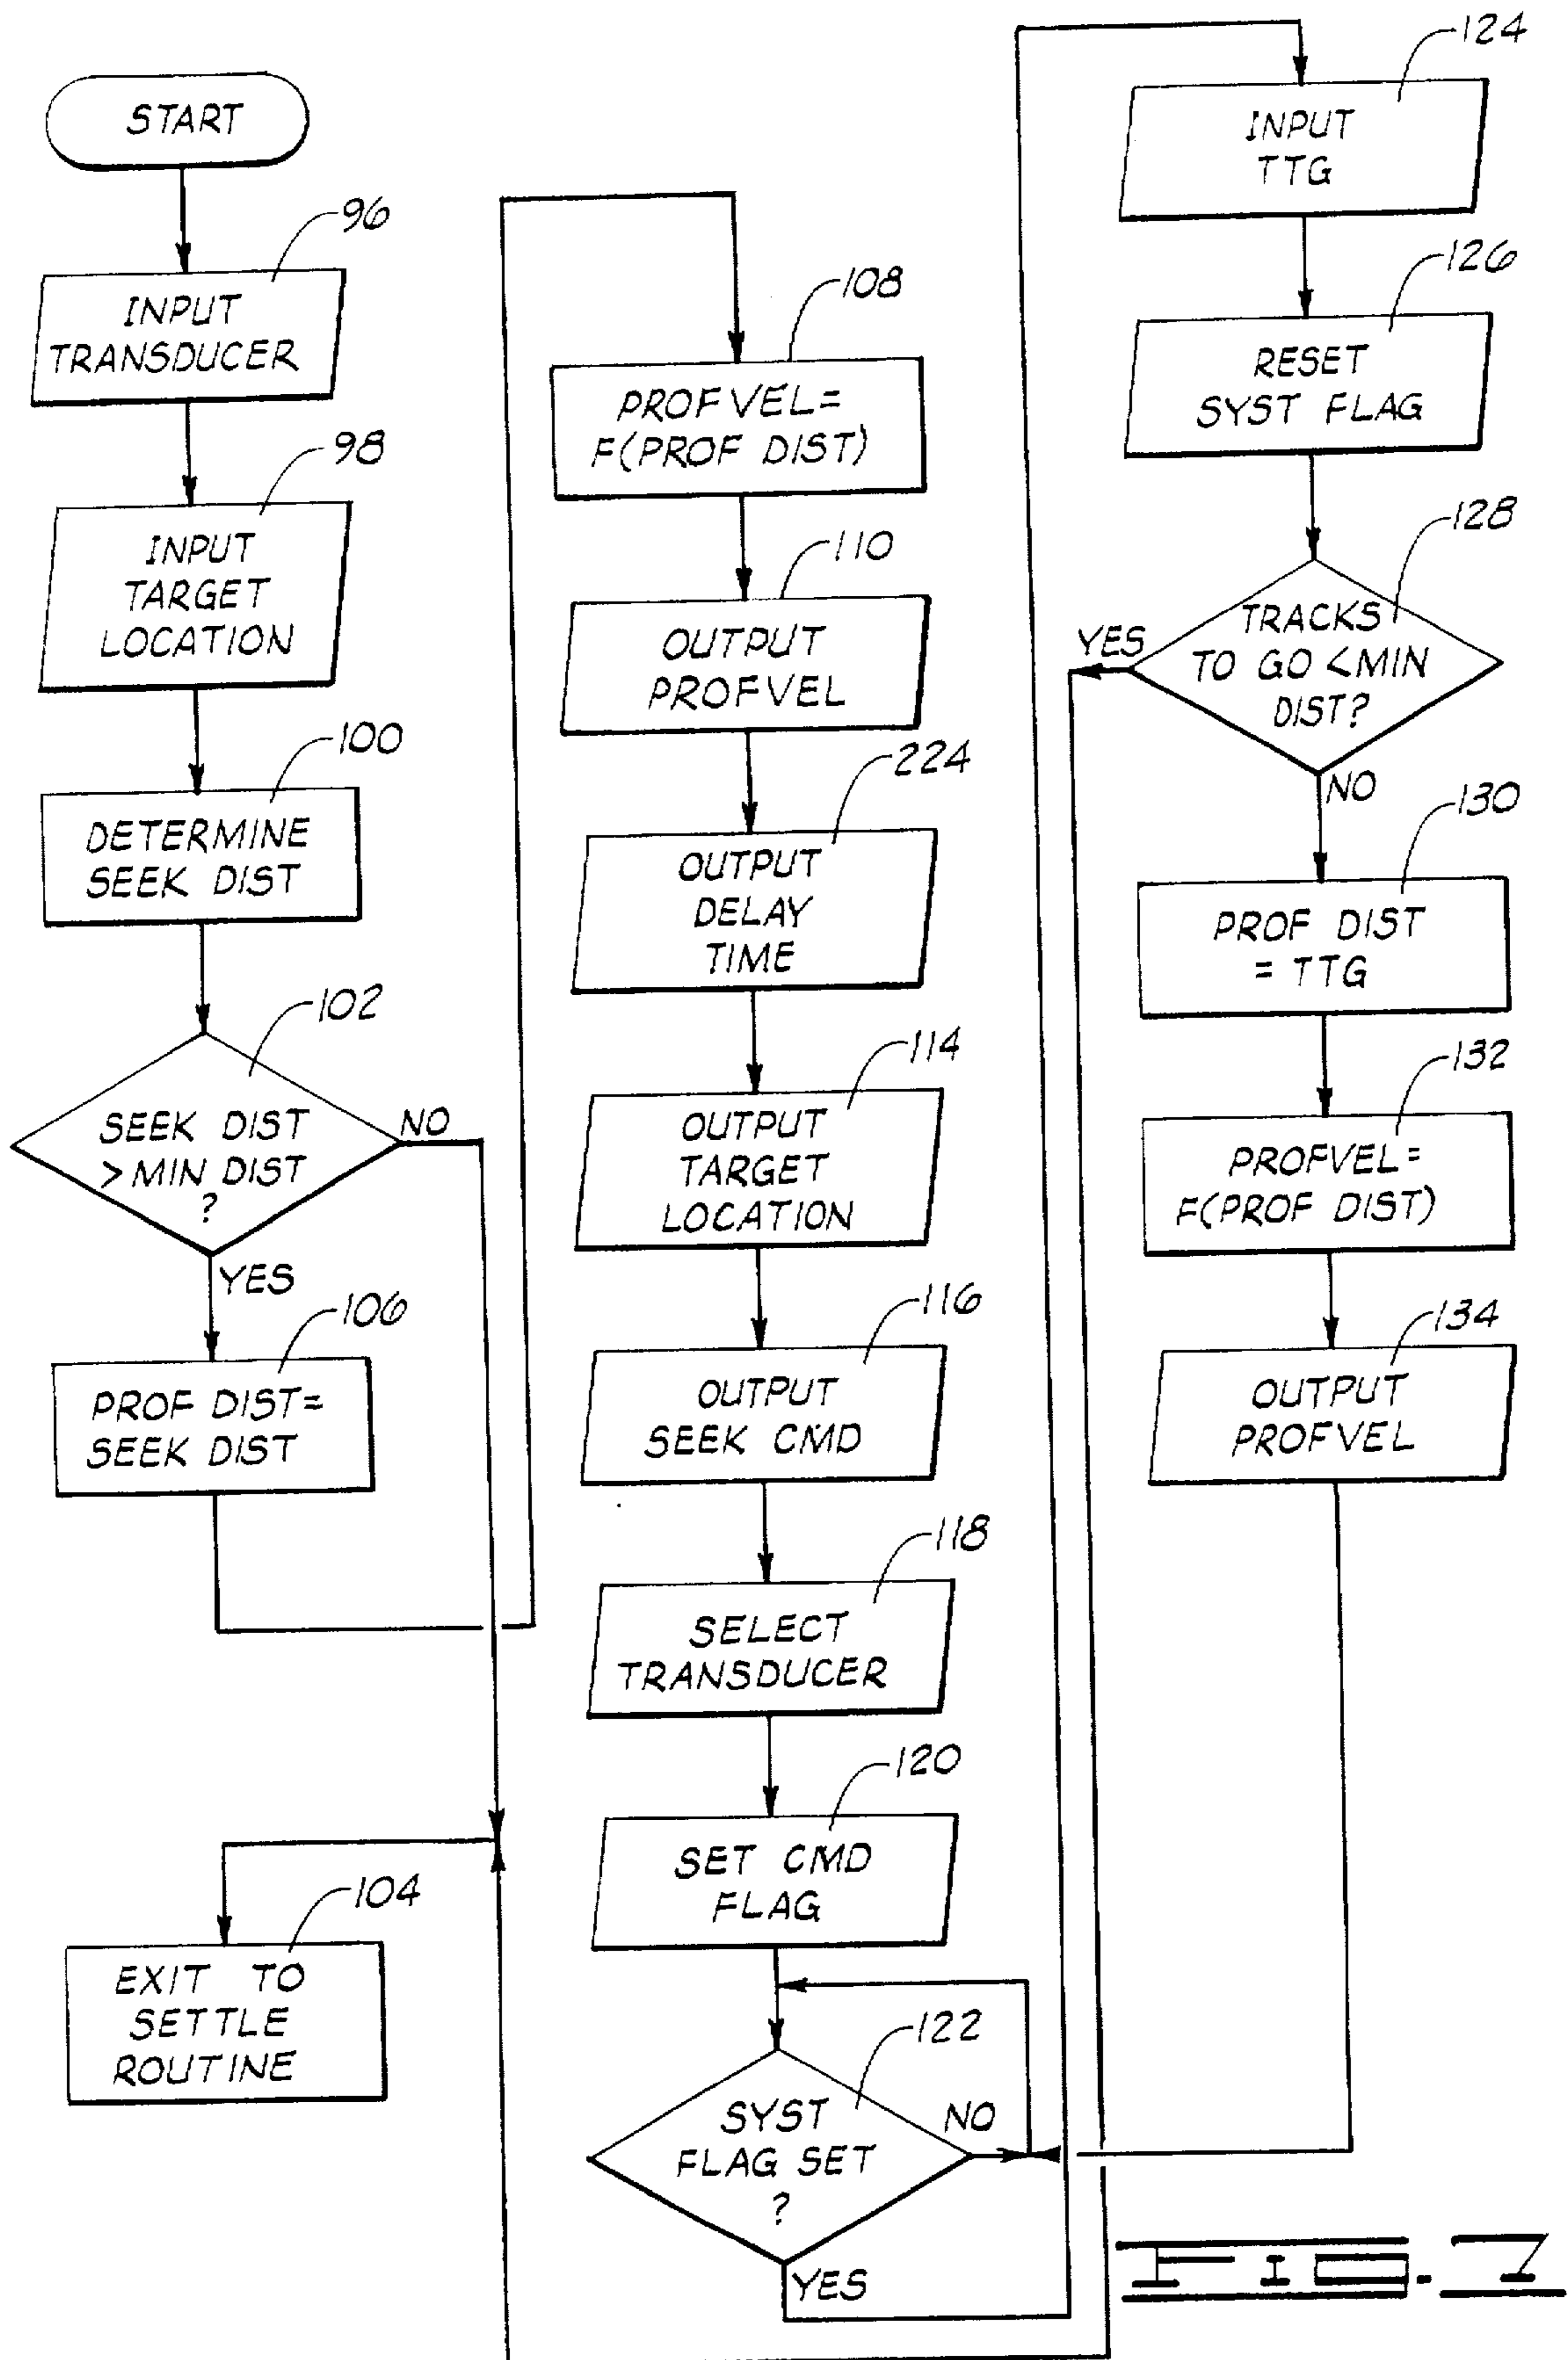 START
96
INPUT
TRANSDUCER
98
INPUT
TARGET
LOCATION
100
DETERMINE
SEEK DIST
102
SEEK DIST
> MIN DIST
?
NO
YES
106
PROF DIST=
SEEK DIST
104
EXIT TO
SETTLE
ROUTINE
108
PROFVEL=
F(PROF DIST)
110
OUTPUT
PROFVEL
224
OUTPUT
DELAY
TIME
114
OUTPUT
TARGET
LOCATION
116
OUTPUT
SEEK CMD
118
SELECT
TRANSDUCER
120
SET CMD
FLAG
122
SYST
FLAG SET
?
NO
YES
124
INPUT
TTG
126
RESET
SYST FLAG
128
TRACKS
TO GO <MIN
DIST?
YES
NO
130
PROF DIST
= TTG
132
PROFVEL=
F(PROF DIST)
134
OUTPUT
PROFVEL
FIG. 7